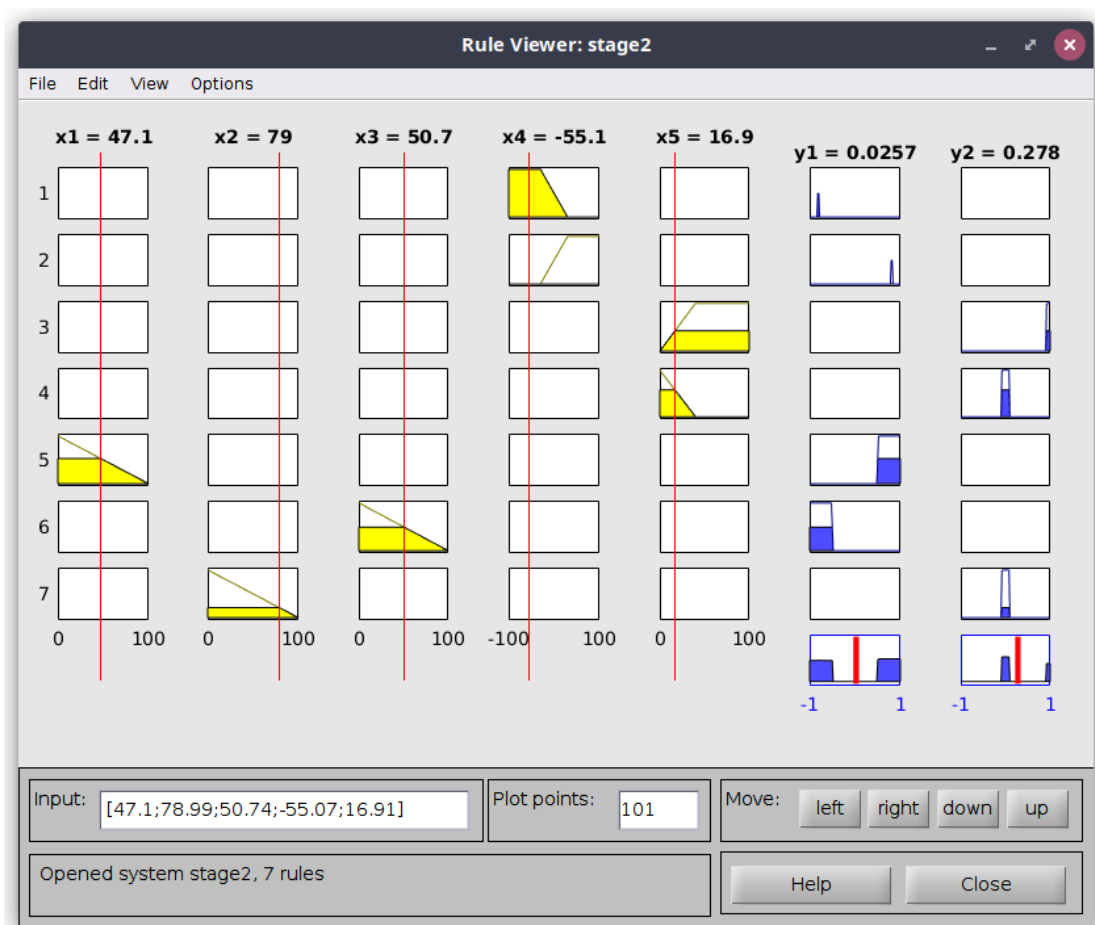 Rule Viewer: stage2
File Edit View Options
x1 = 47.1 x2 = 79 x3 = 50.7 x4 = -55.1 x5 = 16.9
y1 = 0.0257 y2 = 0.278
1
2
3
4
5
6
7
0 100 0 100 0 100 -100 100 0 100
-1 1 -1 1
Input: [47.1;78.99;50.74;-55.07;16.91] Plot points: 101 Move: left right down up
Opened system stage2, 7 rules
Help Close